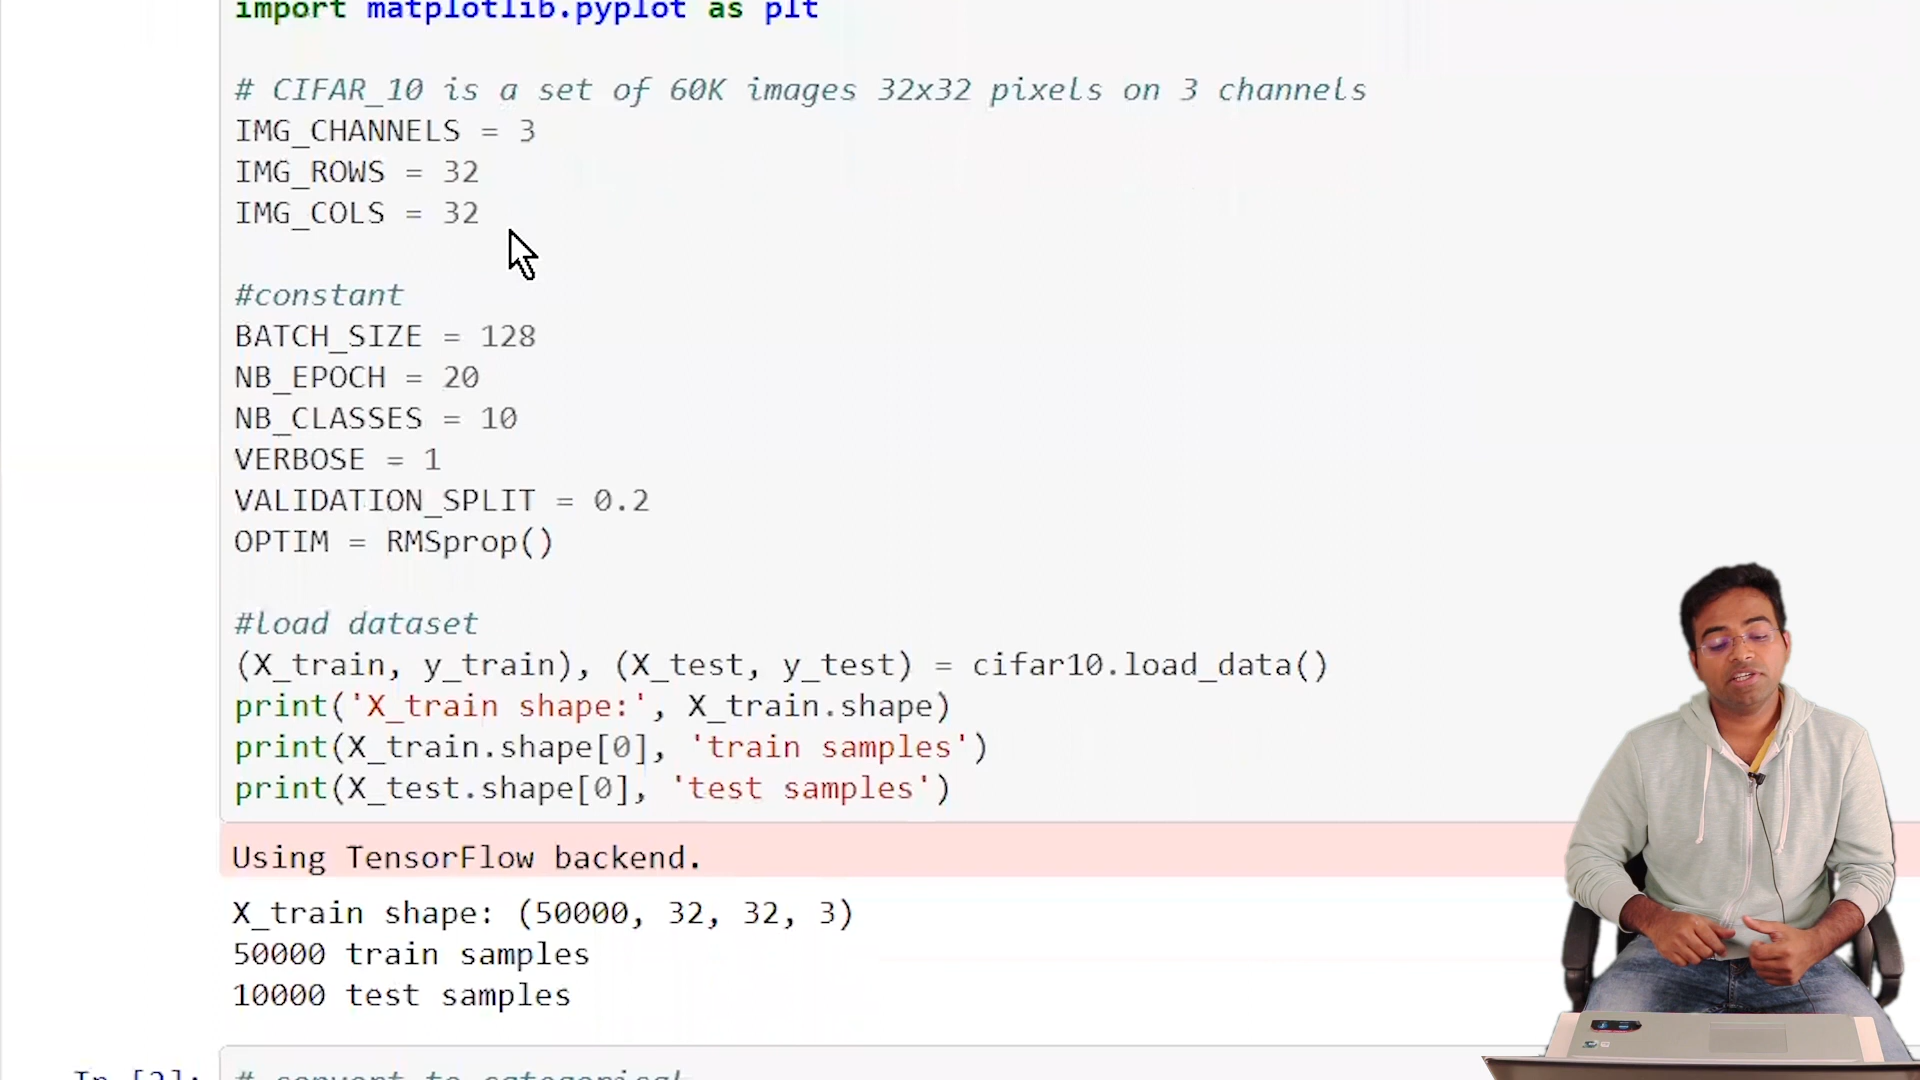 import matplotlib.pyplot as plt
# CIFAR_10 is a set of 60K images 32x32 pixels on 3 channels
IMG_CHANNELS = 3
IMG_ROWS = 32
IMG_COLS = 32
#constant
BATCH_SIZE = 128
NB_EPOCH = 20
NB_CLASSES = 10
VERBOSE = 1
VALIDATION_SPLIT = 0.2
OPTIM = RMSprop()
#load dataset
(X_train, y_train), (X_test, y_test) = cifar10.load_data()
print('X_train shape:', X_train.shape)
print(X_train.shape[0], 'train samples')
print(X_test.shape[0], 'test samples')
Using TensorFlow backend.
X_train shape: (50000, 32, 32, 3)
50000 train samples
10000 test samples
# convert to categorical